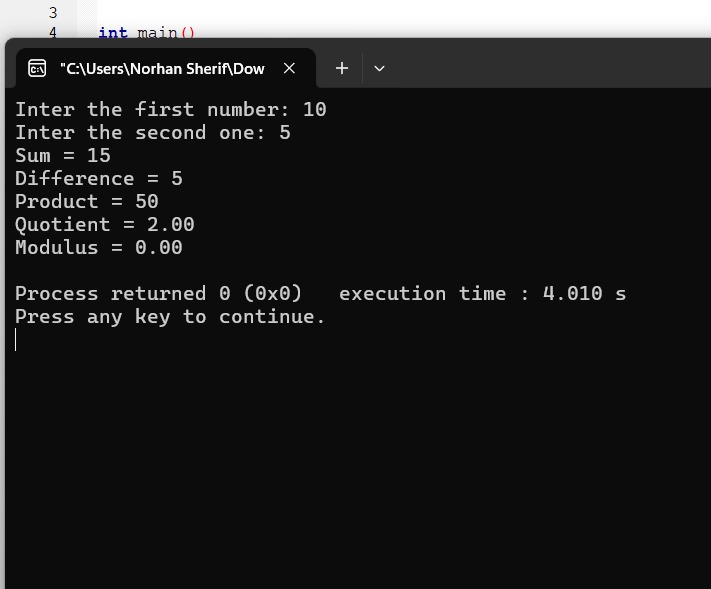 3
4 int main()
"C:\Users\Norhan Sherif\Dow
Inter the first number: 10
Inter the second one: 5
Sum = 15
Difference = 5
Product = 50
Quotient = 2.00
Modulus = 0.00
Process returned 0 (0x0)   execution time : 4.010 s
Press any key to continue.